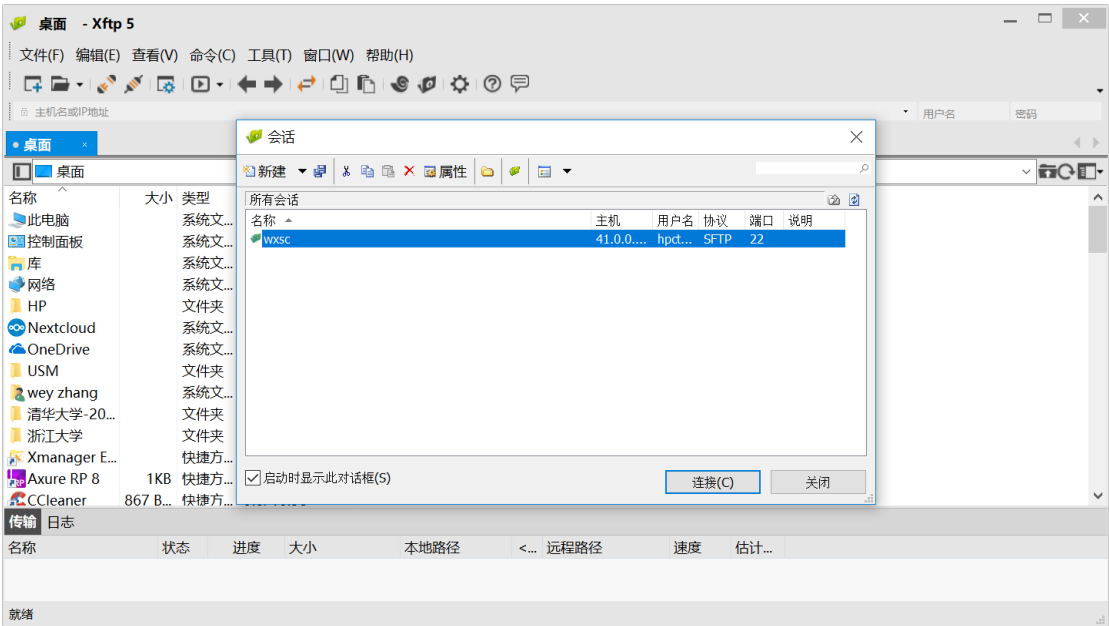 桌面 - Xftp 5
文件(F) 编辑(E) 查看(V) 命令(C) 工具(T) 窗口(W) 帮助(H)
主机名或IP地址 用户名 密码
桌面
桌面
名称 大小 类型
此电脑 系统文...
控制面板 系统文...
库 系统文...
网络 系统文...
HP 文件夹
Nextcloud 系统文...
OneDrive 系统文...
USM 文件夹
wey zhang 系统文...
清华大学-20... 文件夹
浙江大学 文件夹
Xmanager E... 快捷方...
Axure RP 8 1KB 快捷方...
CCleaner 867 B... 快捷方...
会话
新建 属性
所有会话
名称 主机 用户名 协议 端口 说明
wxsc 41.0.0.... hpct... SFTP 22
启动时显示此对话框(S)
连接(C) 关闭
传输 日志
名称 状态 进度 大小 本地路径 <... 远程路径 速度 估计...
就绪